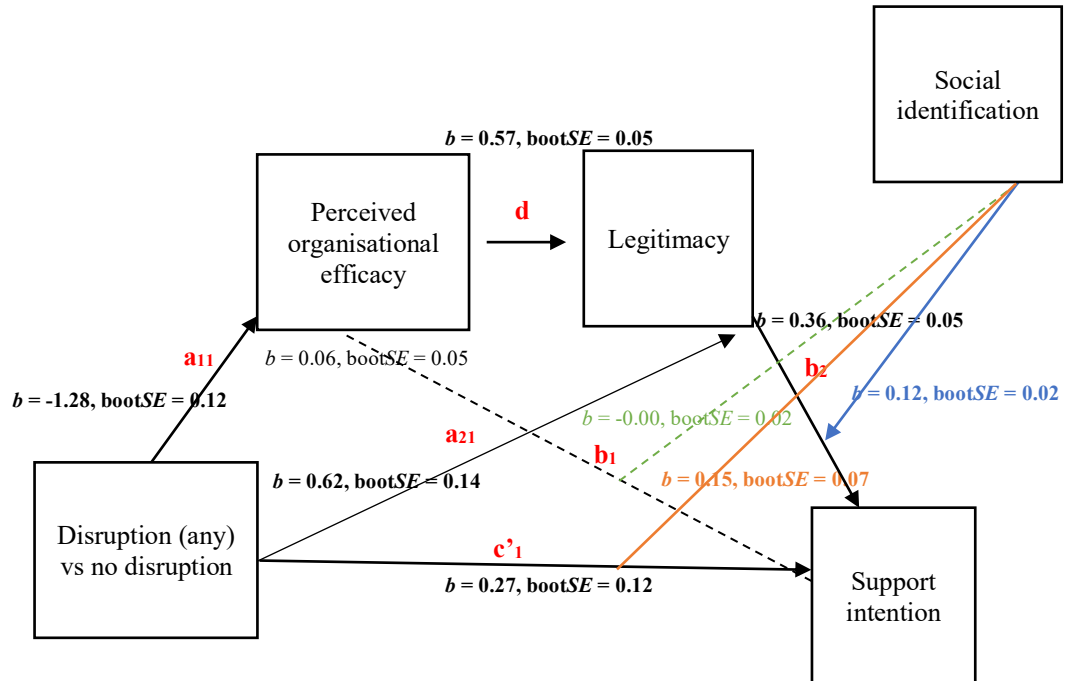 Social
identification
b = 0.57, bootSE = 0.05
Perceived
organisational
efficacy
d
Legitimacy
b = 0.36, bootSE = 0.05
a11
b = 0.06, bootSE = 0.05
b2
b = -1.28, bootSE = 0.12
b = 0.12, bootSE = 0.02
b = -0.00, bootSE = 0.02
a21
b1
b = 0.62, bootSE = 0.14
b = 0.15, bootSE = 0.07
Disruption (any)
vs no disruption
c’1
b = 0.27, bootSE = 0.12
Support
intention